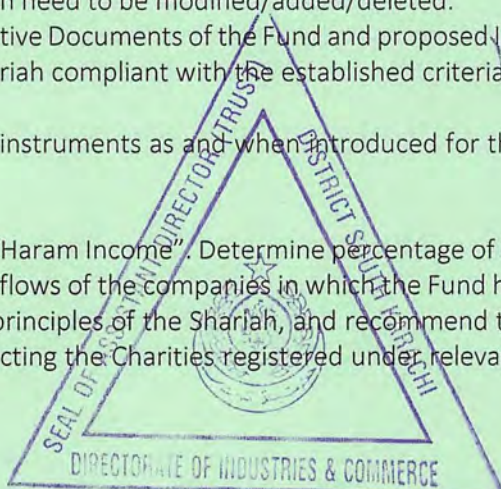 n need to be modified/added/deleted.
tive Documents of the Fund and proposed
riah compliant with the established criteria
instruments as and when introduced for th
Haram Income". Determine percentage of
flows of the companies in which the Fund h
principles of the Shariah, and recommend t
cting the Charities registered under releva
SEAL OF ASSISTANT DIRECTOR (TRUST)
DISTRICT SOUTH KARACHI
DIRECTORATE OF INDUSTRIES & COMMERCE